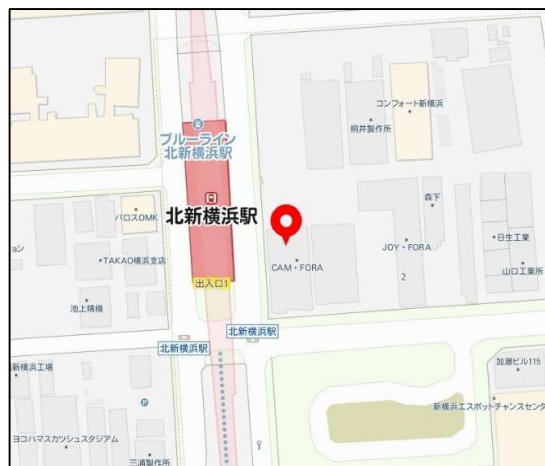 コンフォート新横浜
桐井製作所
ブルーライン
北新横浜駅
北新横浜駅
パロスOMK
森下
ション
TAKAO横浜支店
CAM・FORA
JOY・FORA
日生工業
山口工業所
2
出入口1
池上精機
北新横浜駅
北新横浜駅
新横浜工場
加瀬ビル115
新横浜エスポットチャンスセンタ
ヨコハマスカッシュスタジアム
三浦製作所
P